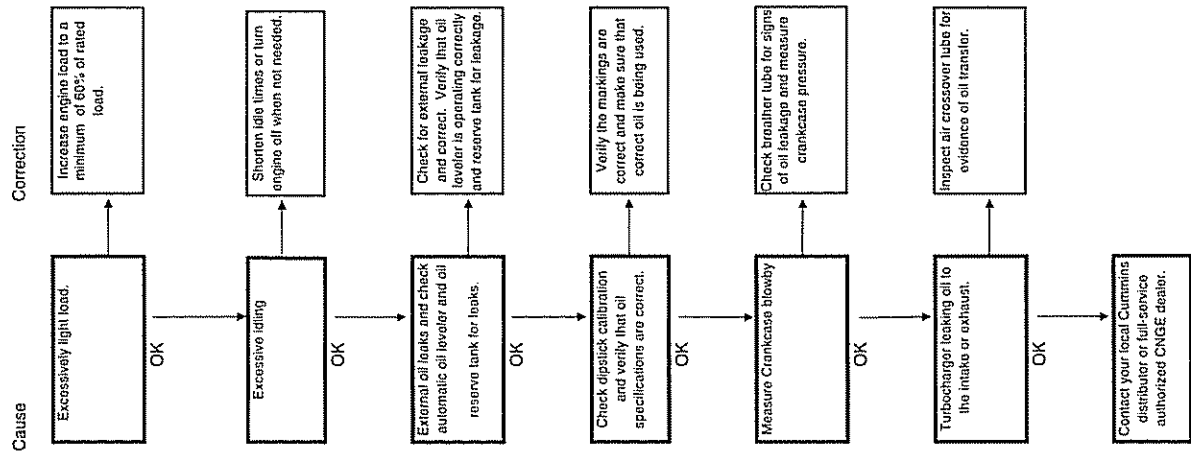 Cause
Correction
Excessively light load.
Increase engine load to a
minimum of 60% of rated
load.
OK
Excessive idling
Shorten idle times or turn
engine off when not needed.
OK
External oil leaks and check
automatic oil leveler and oil
reserve tank for leaks.
Check for external leakage
and correct. Verify that oil
leveler is operating correctly
and reserve tank for leakage.
OK
Check dipstick calibration
and verify that oil
specifications are correct.
Verify the markings are
correct and make sure that
correct oil is being used.
OK
Measure Crankcase blowby
Check breather tube for signs
of oil leakage and measure
crankcase pressure.
OK
Turbocharger leaking oil to
the intake or exhaust.
Inspect air crossover tube for
evidence of oil transfer.
OK
Contact your local Cummins
distributor or full-service
authorized CNGE dealer.